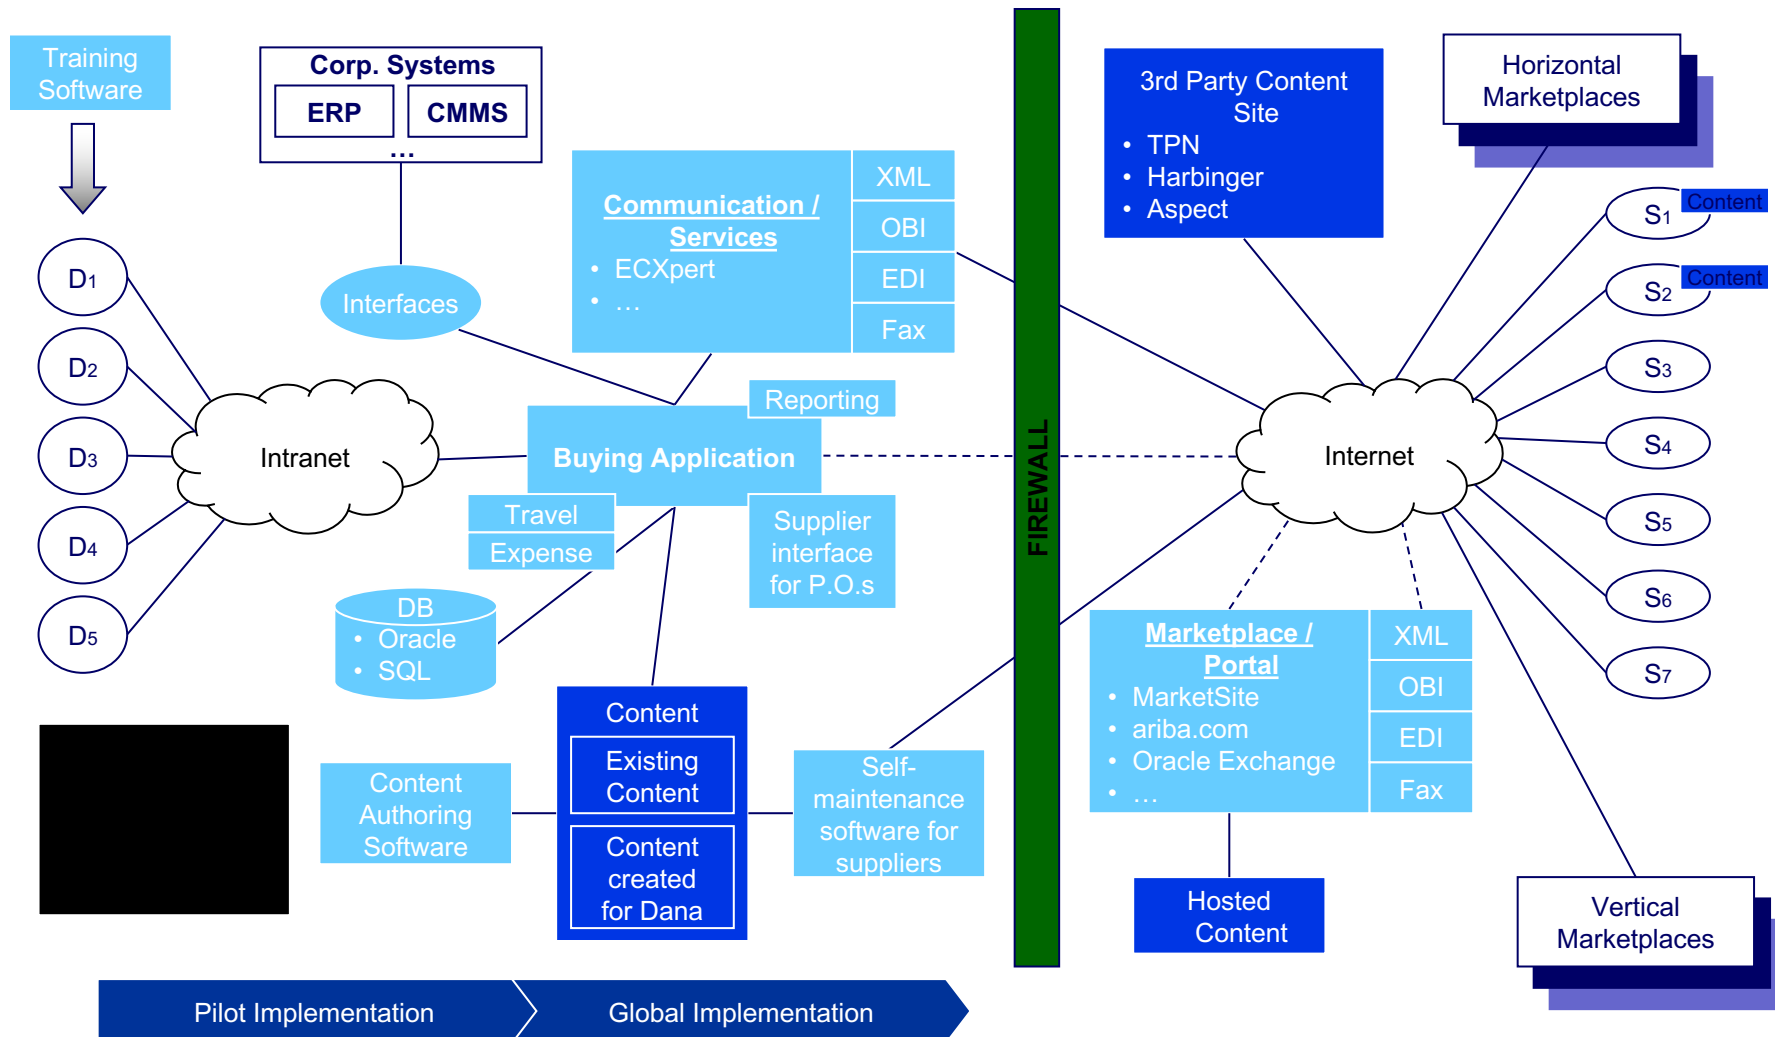 Training
Software
Corp. Systems
ERP
CMMS
...
Communication /
Services
• ECXpert
• ...
XML
OBI
EDI
Fax
Interfaces
D1
D2
D3
D4
D5
Intranet
Reporting
Buying Application
Travel
Expense
Supplier
interface
for P.O.s
DB
• Oracle
• SQL
Content
Existing
Content
Content
created
for Dana
Content
Authoring
Software
Self-
maintenance
software for
suppliers
FIREWALL
3rd Party Content
Site
• TPN
• Harbinger
• Aspect
Horizontal
Marketplaces
S1
Content
S2
Content
S3
S4
S5
S6
S7
Internet
Marketplace /
Portal
• MarketSite
• ariba.com
• Oracle Exchange
• ...
XML
OBI
EDI
Fax
Hosted
Content
Vertical
Marketplaces
Pilot Implementation
Global Implementation